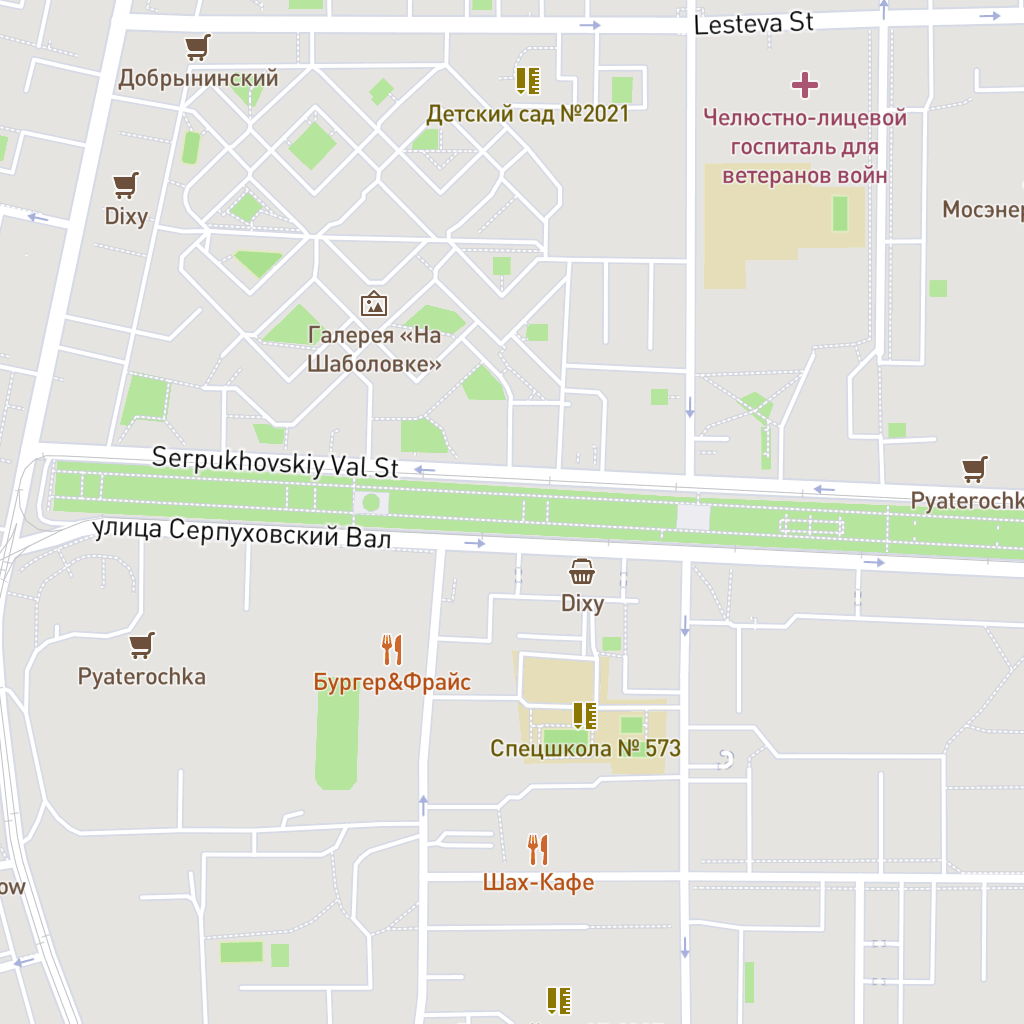 Lesteva St
Добрынинский
Детский сад №2021
Челюстно-лицевой
госпиталь для
ветеранов войн
Dixy
Мосэнер
Галерея «На
Шаболовке»
Serpukhovskiy Val St
Pyaterochk
улица Серпуховский Вал
Dixy
Pyaterochka
Бургер&Фрайс
Спецшкола № 573
Шах-Кафе
ow